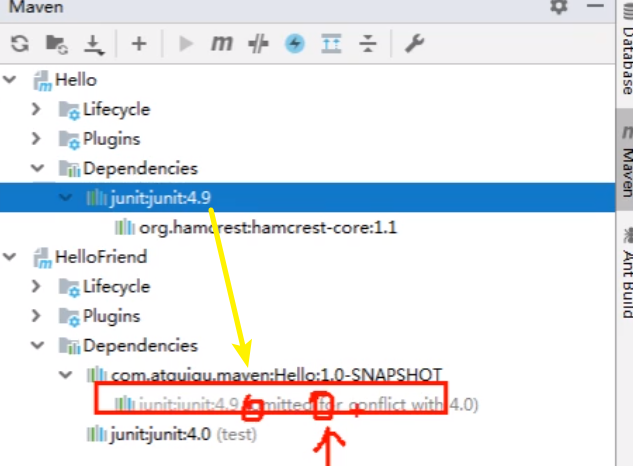 Maven
Hello
Lifecycle
Plugins
Dependencies
junit:junit:4.9
org.hamcrest:hamcrest-core:1.1
HelloFriend
Lifecycle
Plugins
Dependencies
com.atguigu.maven:Hello:1.0-SNAPSHOT
junit:junit:4.9 (omitted for conflict with 4.0)
junit:junit:4.0 (test)
Database
m Maven
Ant Build